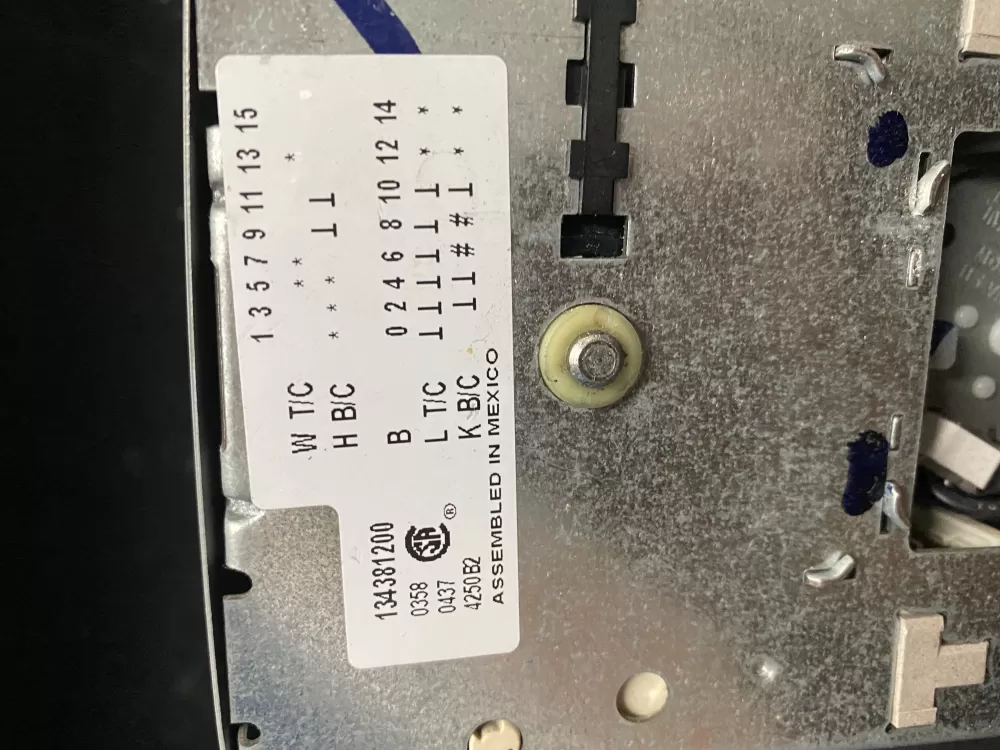 1 3 5 7 9 11 13 15
W T/C * * *
H B/C * * * ⊥ ⊥
B 0 2 4 6 8 10 12 14
L T/C ⊥ ⊥ ⊥ ⊥ ⊥ ⊥ * *
K B/C ⊥ ⊥ # # ⊥ * *
134381200
0358
0437 SA ®
4250B2
ASSEMBLED IN MEXICO